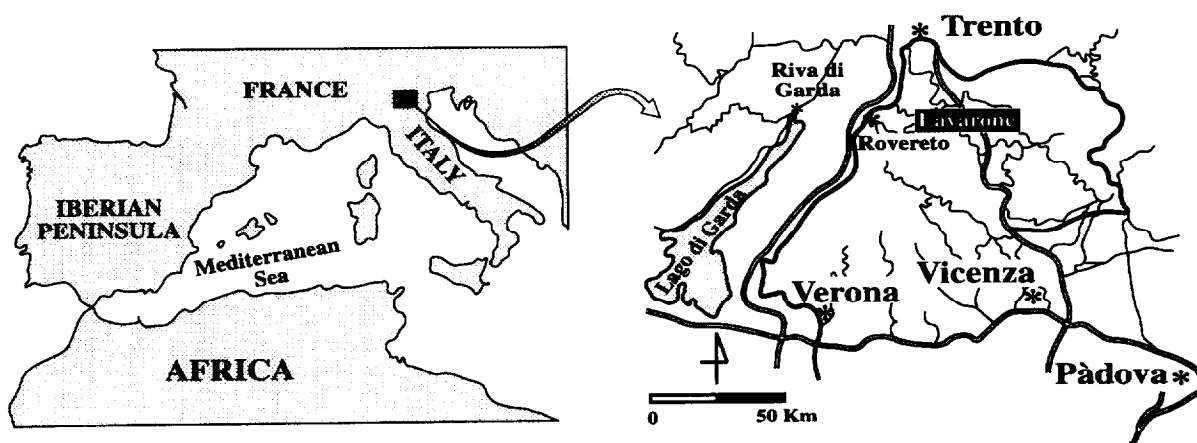 FRANCE
ITALY
IBERIAN
PENINSULA
Mediterranean
Sea
AFRICA
Trento
Riva di
Garda
Lavarone
Rovereto
Lago di Garda
Vicenza
Verona
Pàdova
0 50 Km